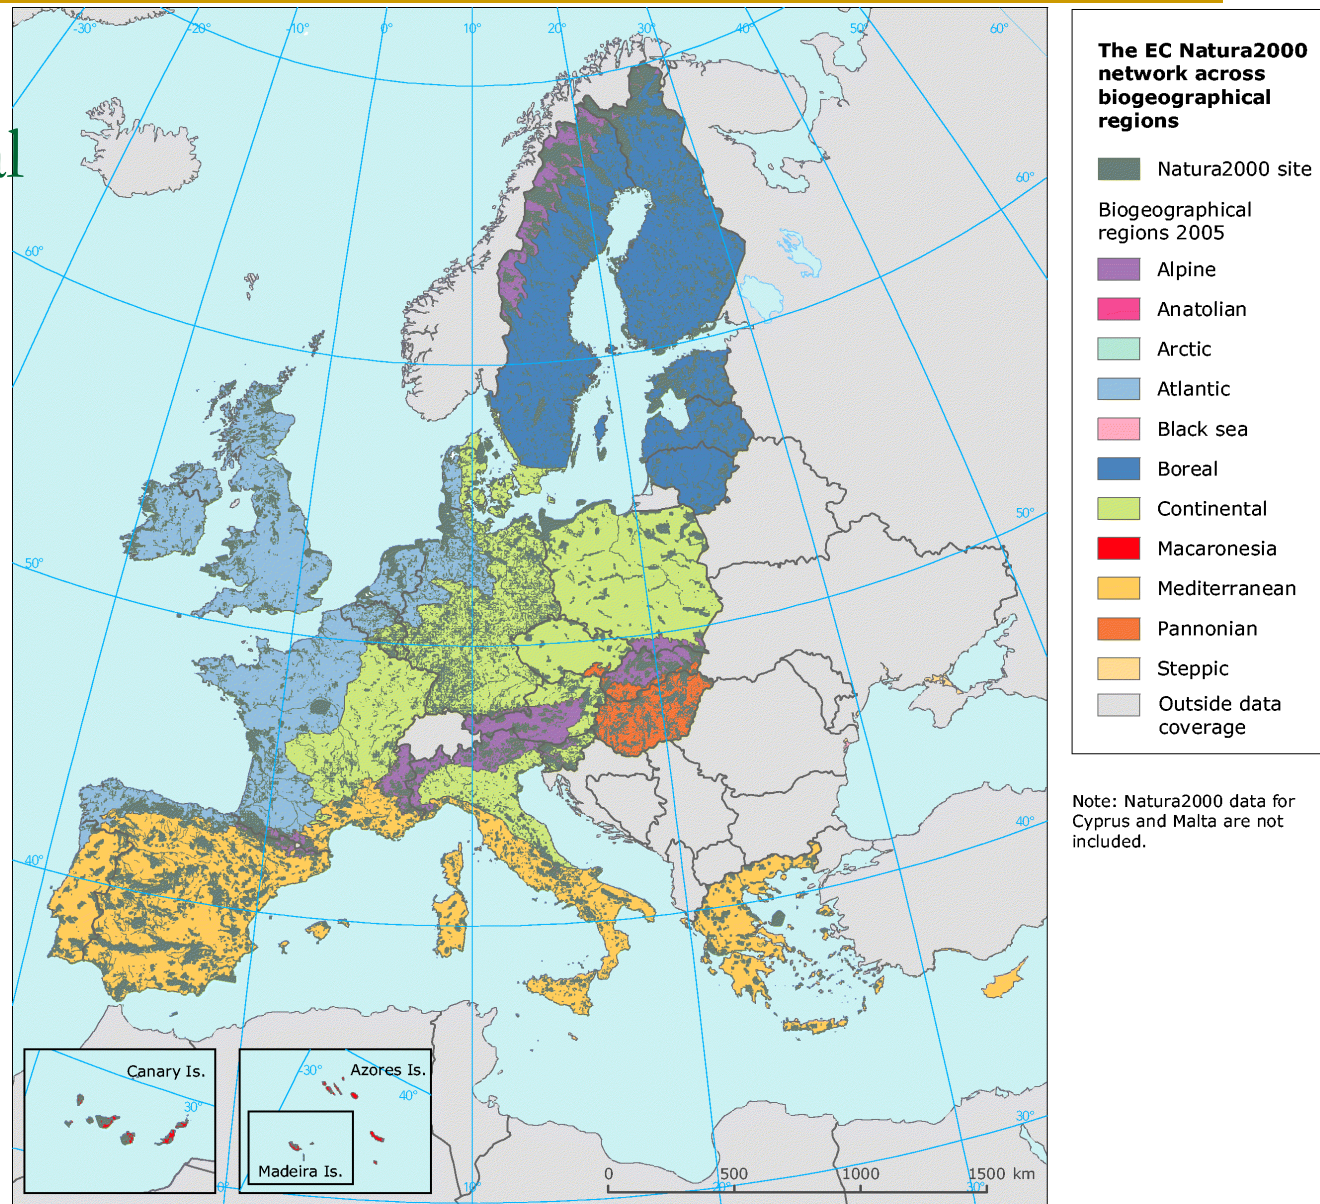 -30°
-20°
-10°
0°
10°
20°
30°
40°
50°
60°
al
60°
60°
50°
50°
40°
40°
Canary Is.
30°
-30°
Azores Is.
40°
Madeira Is.
30°
0 500 1000 1500 km
0°
10°
20°
30°
The EC Natura2000
network across
biogeographical
regions
Natura2000 site
Biogeographical
regions 2005
Alpine
Anatolian
Arctic
Atlantic
Black sea
Boreal
Continental
Macaronesia
Mediterranean
Pannonian
Steppic
Outside data
coverage
Note: Natura2000 data for
Cyprus and Malta are not
included.